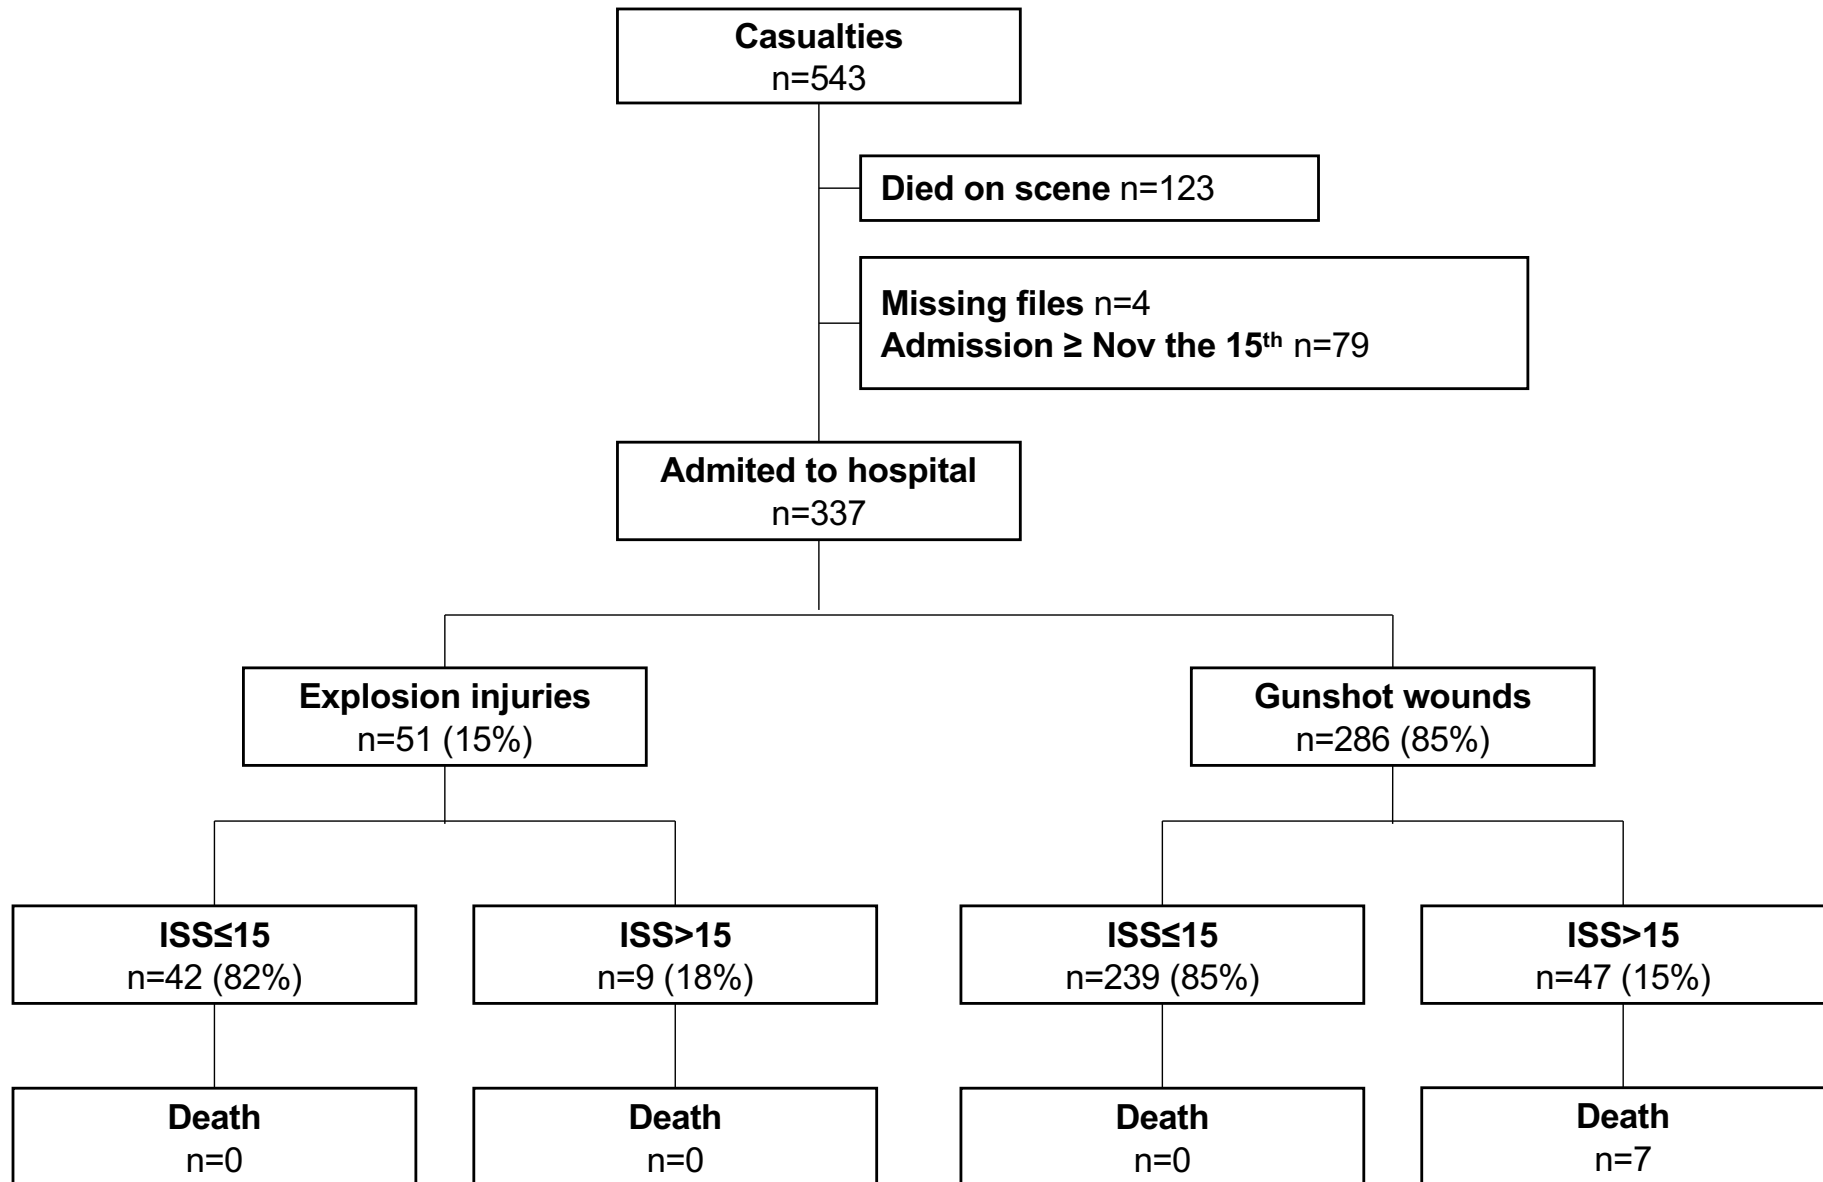 Casualties
n=543
Died on scene n=123
Missing files n=4
Admission ≥ Nov the 15th n=79
Admited to hospital
n=337
Explosion injuries
n=51 (15%)
Gunshot wounds
n=286 (85%)
ISS≤15
n=42 (82%)
ISS>15
n=9 (18%)
ISS≤15
n=239 (85%)
ISS>15
n=47 (15%)
Death
n=0
Death
n=0
Death
n=0
Death
n=7